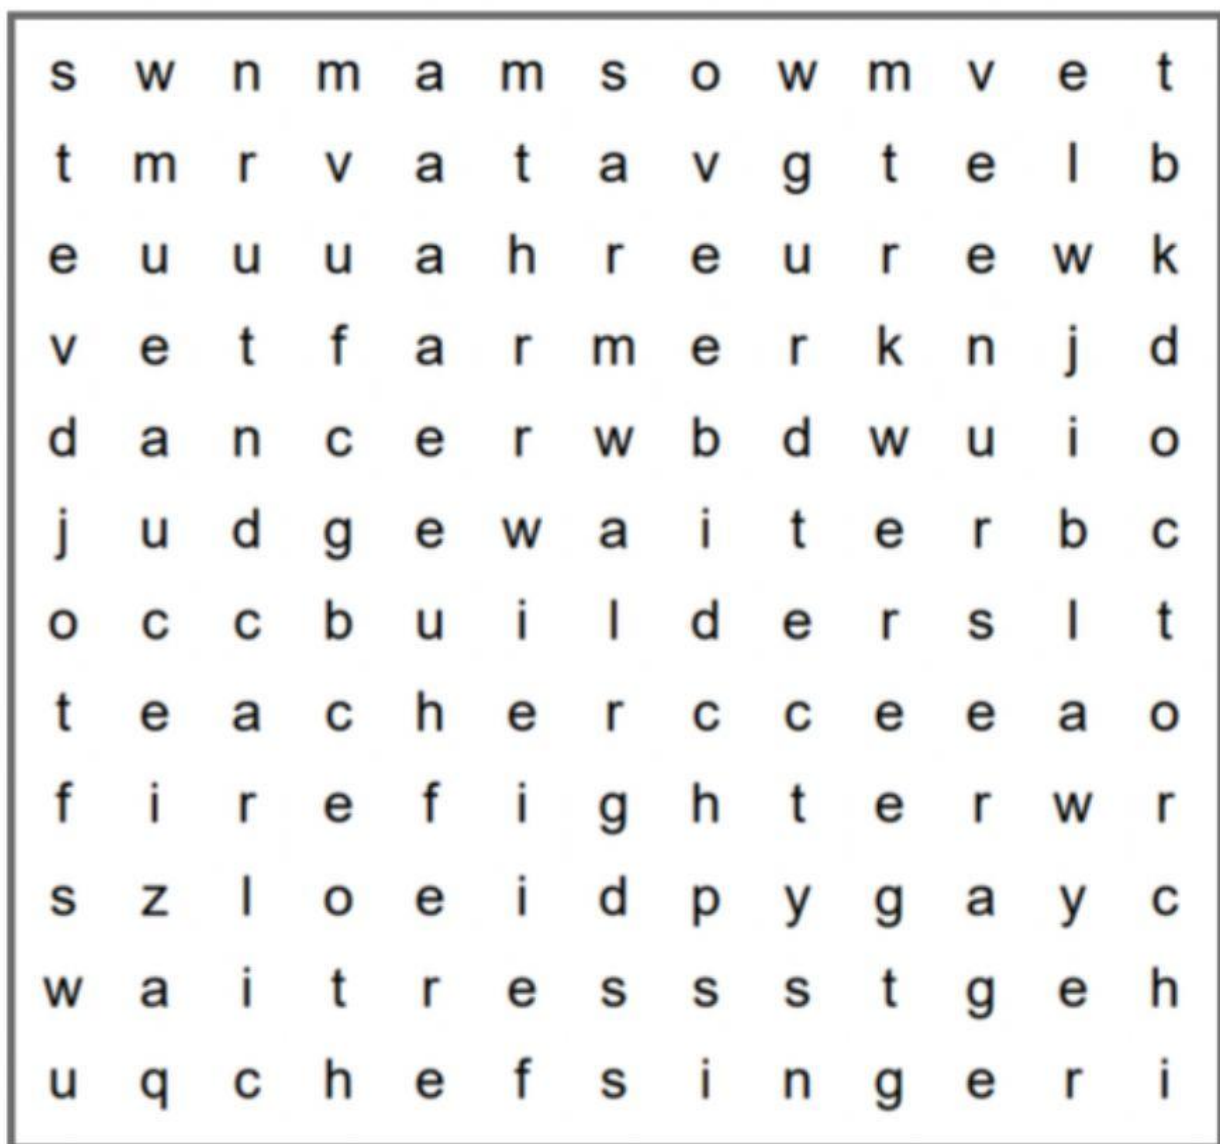 s w n m a m s o w m v e t
t m r v a t a v g t e l b
e u u u a h r e u r e w k
v e t f a r m e r k n j d
d a n c e r w b d w u i o
j u d g e w a i t e r b c
o c c b u i l d e r s l t
t e a c h e r c c e e a o
f i r e f i g h t e r w r
s z l o e i d p y g a y c
w a i t r e s s s t g e h
u q c h e f s i n g e r i